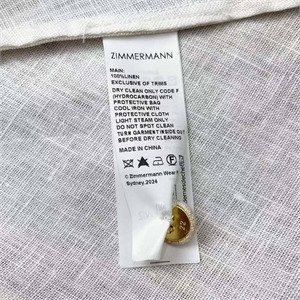 ZIMMERMANN
MAIN:
100%LINEN
EXCLUSIVE OF TRIMS
DRY CLEAN ONLY CODE F
(HYDROCARBON) WITH
PROTECTIVE BAG
COOL IRON WITH
PROTECTIVE CLOTH
LIGHT STEAM ONLY
DO NOT SPOT CLEAN
TURN GARMENT INSIDE OUT
BEFORE DRY CLEANING
MADE IN CHINA
© Zimmermann Wear
Sydney,2024